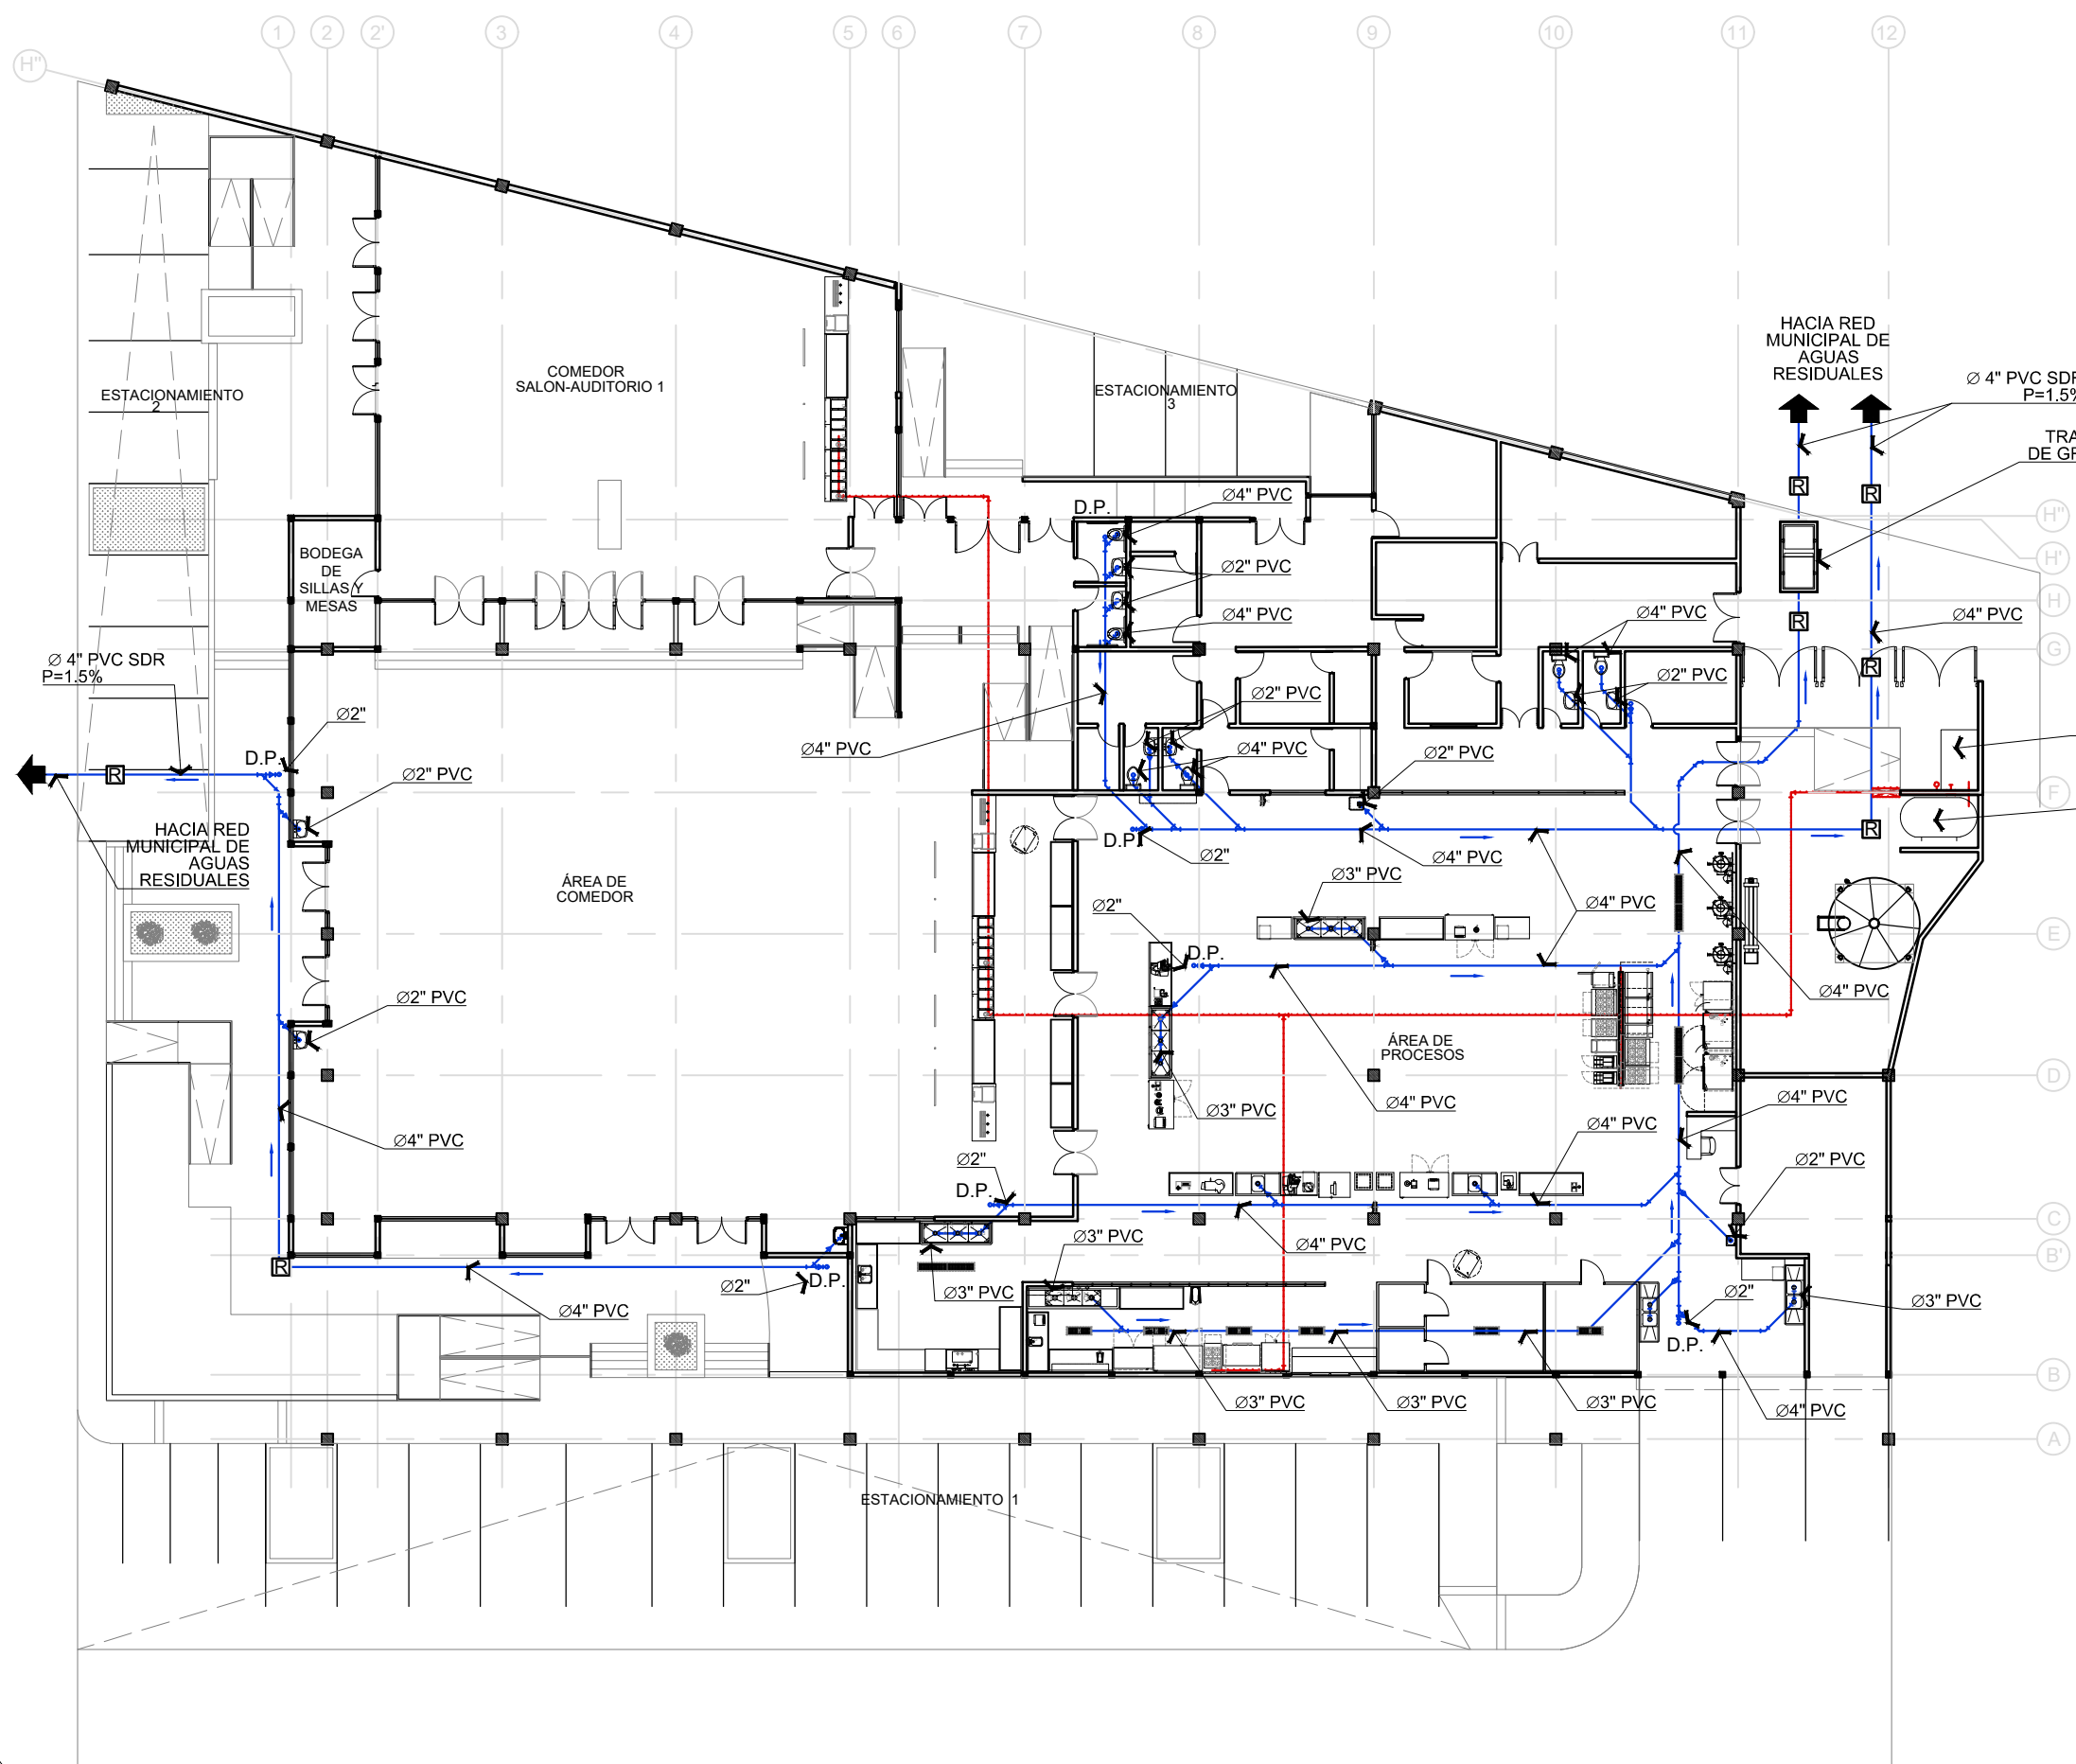 1
2
2'
3
4
5
6
7
8
9
10
11
12
H"
HACIA RED
MUNICIPAL DE
AGUAS
RESIDUALES
Ø 4" PVC SDR
P=1.5%
COMEDOR
SALON-AUDITORIO 1
ESTACIONAMIENTO
2
ESTACIONAMIENTO
3
DE
R
R
D.P.
Ø4" PVC
H"
BODEGA
DE
SILLAS Y
MESAS
Ø2" PVC
H'
H
Ø4" PVC
Ø4" PVC
Ø4" PVC
R
G
Ø 4" PVC SDR
P=1.5%
R
Ø2" PVC
Ø2" PVC
Ø2"
Ø4" PVC
Ø4" PVC
Ø2" PVC
D.P.
R
Ø2" PVC
F
HACIA RED
MUNICIPAL DE
AGUAS
RESIDUALES
D.P.
Ø2"
Ø4" PVC
R
ÁREA DE
COMEDOR
Ø3" PVC
Ø2"
Ø4" PVC
E
D.P.
Ø4" PVC
Ø2" PVC
ÁREA DE
PROCESOS
D
Ø3" PVC
Ø4" PVC
Ø4" PVC
Ø4" PVC
Ø4" PVC
Ø2"
Ø2" PVC
D.P.
C
Ø3" PVC
Ø4" PVC
B'
R
Ø2"
D.P.
Ø3" PVC
Ø4" PVC
Ø2"
Ø3" PVC
D.P.
B
Ø3" PVC
Ø3" PVC
Ø3" PVC
Ø4" PVC
A
ESTACIONAMIENTO 1